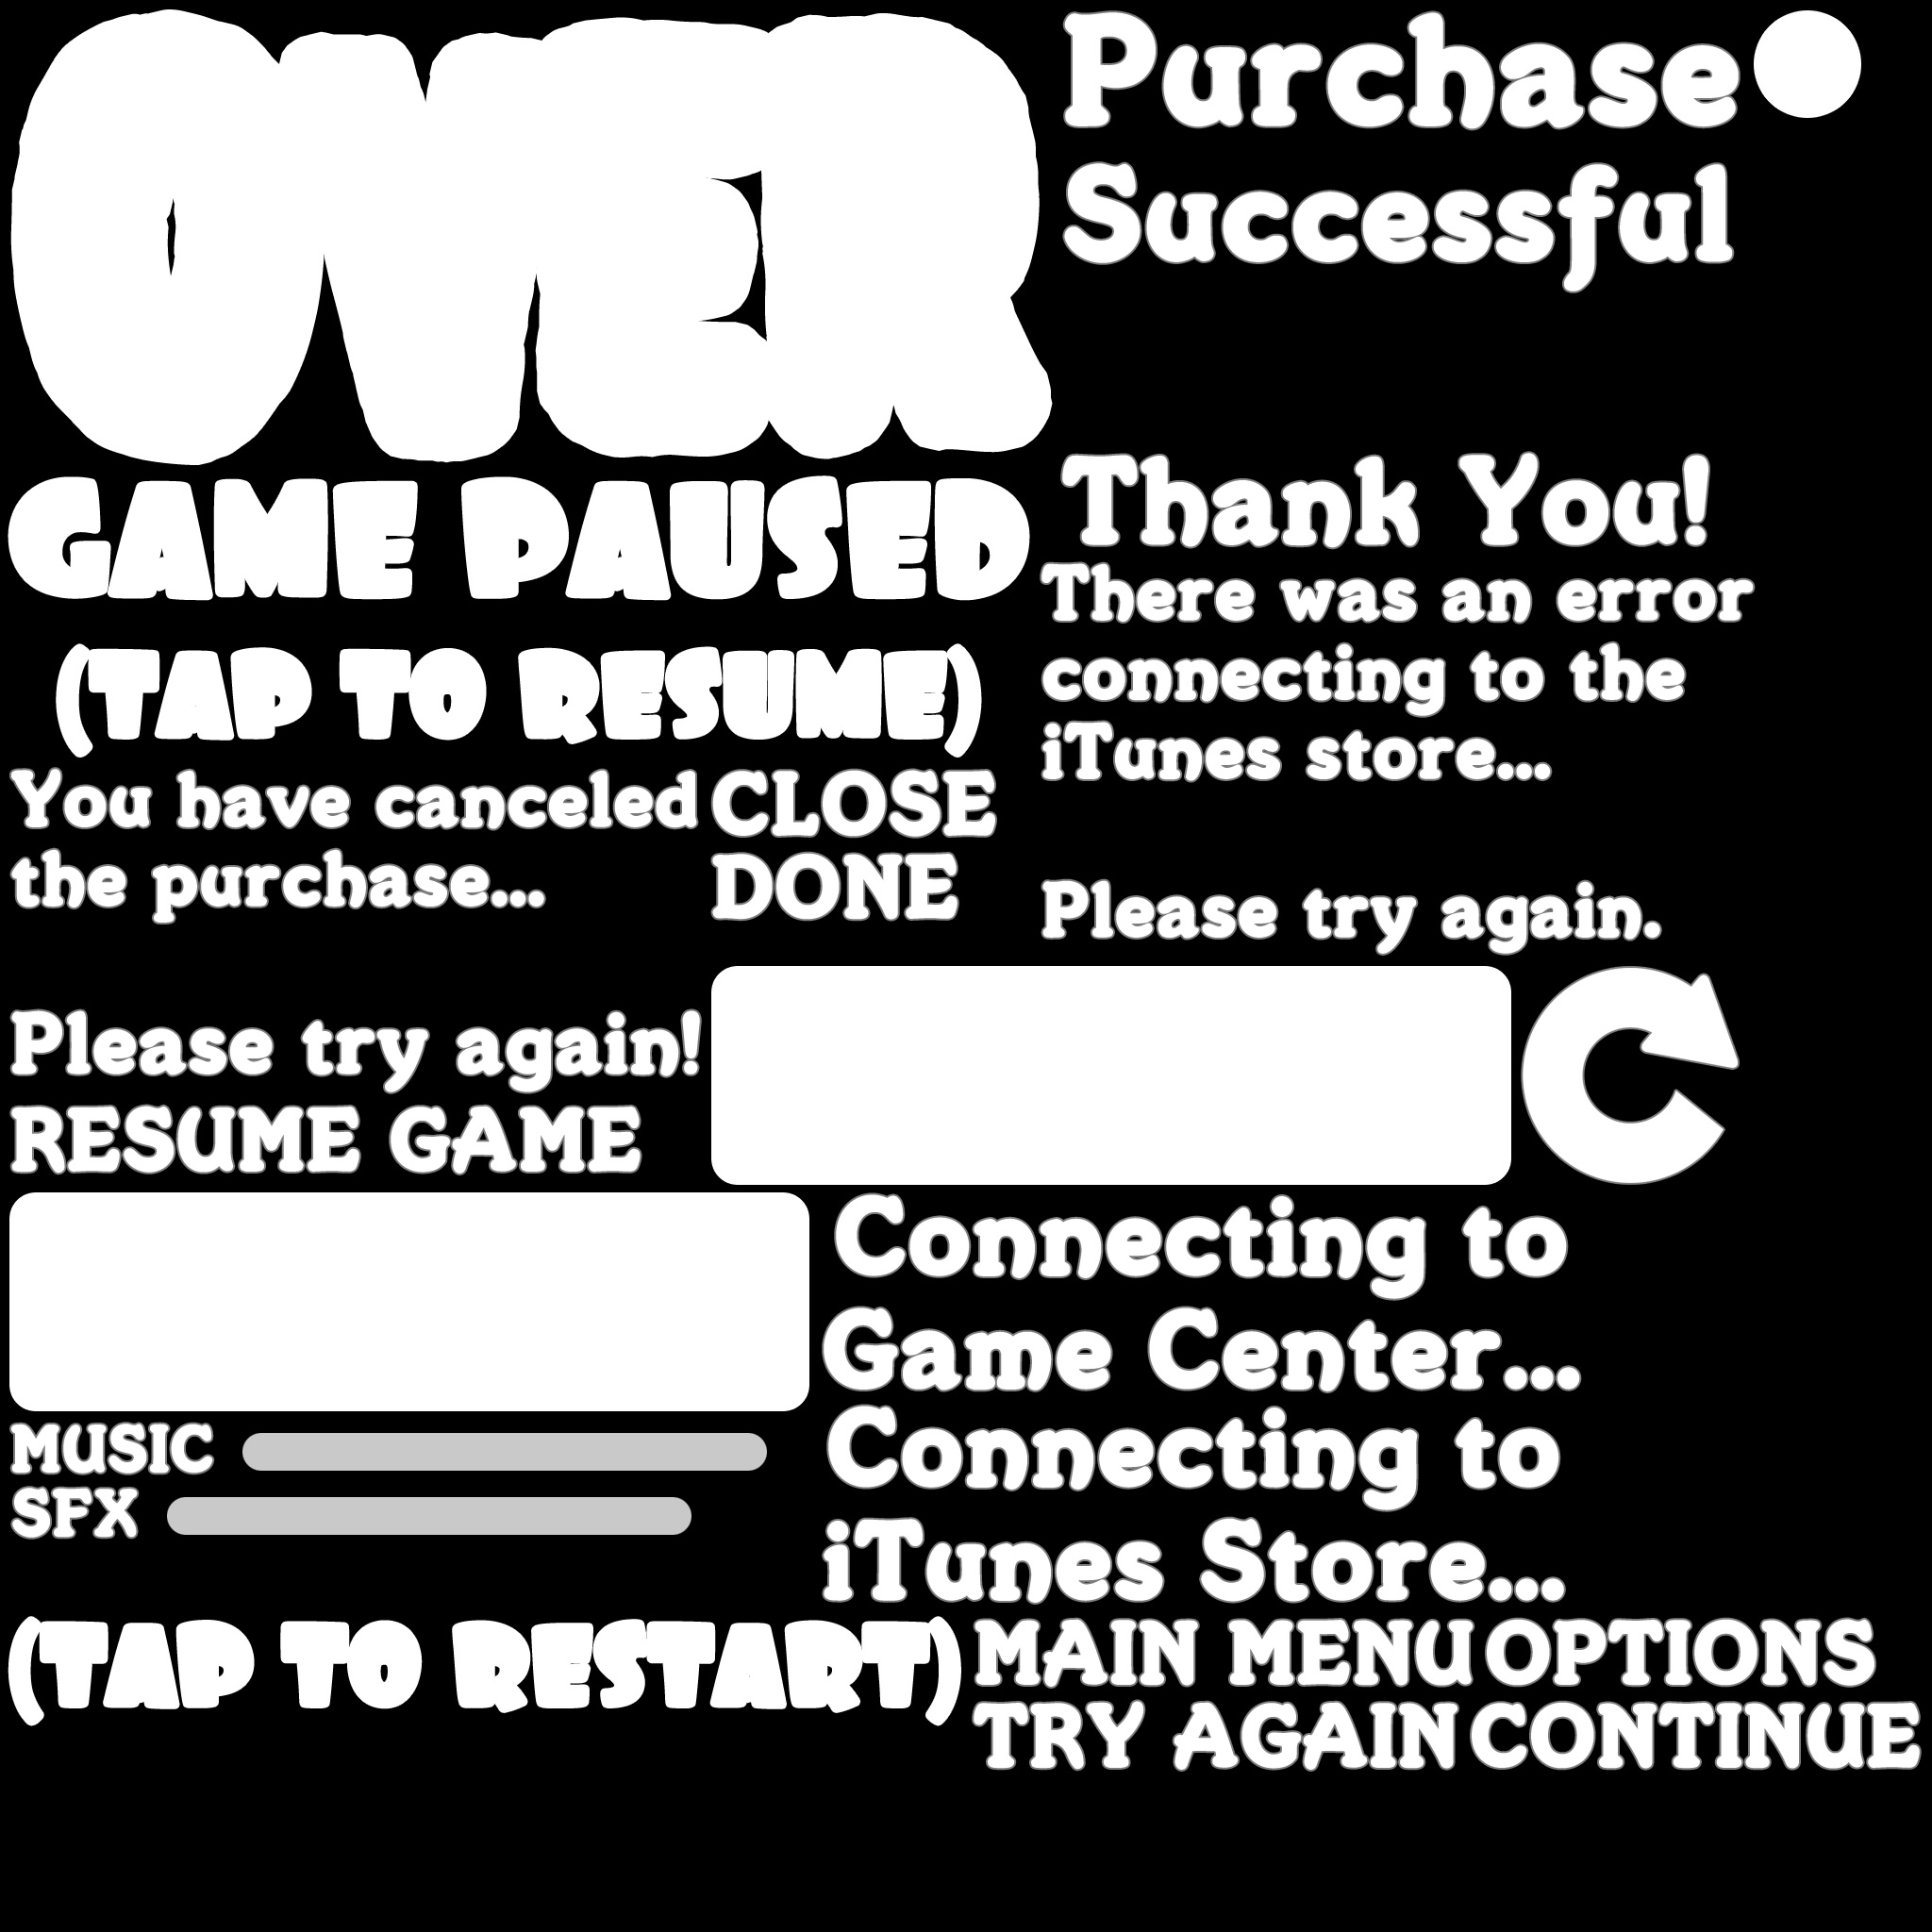 OVER
Purchase
Successful
GAME PAUSED
(TAP TO RESUME)
Thank You!
There was an error
connecting to the
iTunes store...
Please try again.
You have canceled
the purchase...
Please try again!
CLOSE
DONE
RESUME GAME
Connecting to
Game Center...
MUSIC
SFX
Connecting to
iTunes Store...
(TAP TO RESTART)
MAIN MENU
OPTIONS
TRY AGAIN
CONTINUE